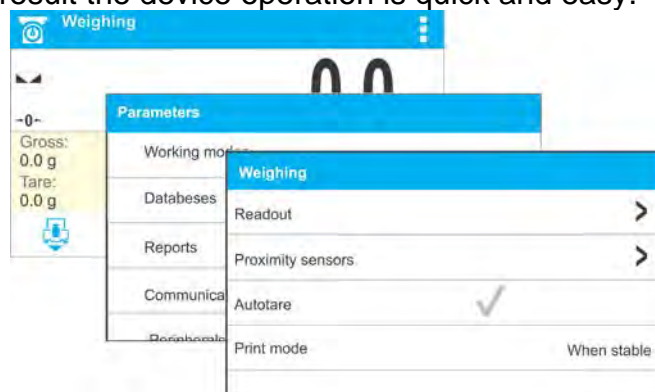 result the device operation is quick and easy.
Weighing
0.0
-0-
Gross:
0.0 g
Tare:
0.0 g
Parameters
Working modes
Databeses
Reports
Communica
Peripherals
Weighing
Readout
Proximity sensors
Autotare
Print mode When stable